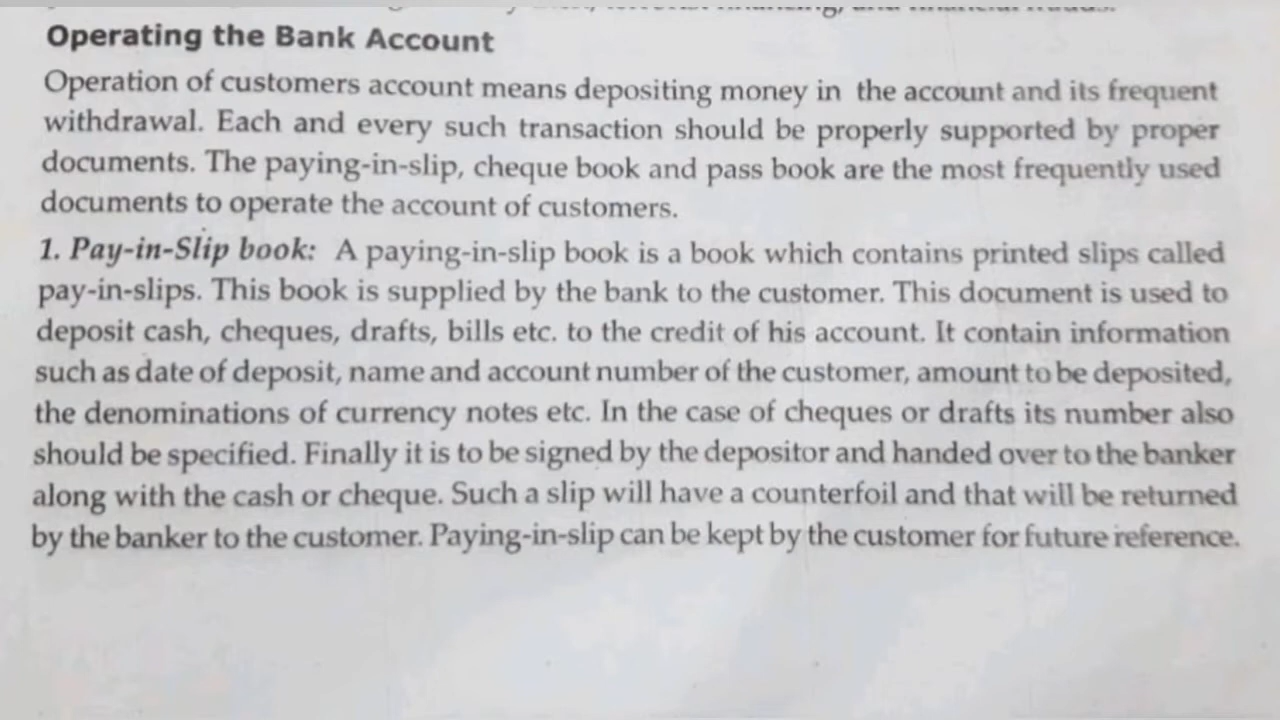 Operating the Bank Account
Operation of customers account means depositing money in the account and its frequent
withdrawal. Each and every such transaction should be properly supported by proper
documents. The paying-in-slip, cheque book and pass book are the most frequently used
documents to operate the account of customers.
1. Pay-in-Slip book: A paying-in-slip book is a book which contains printed slips called
pay-in-slips. This book is supplied by the bank to the customer. This document is used to
deposit cash, cheques, drafts, bills etc. to the credit of his account. It contain information
such as date of deposit, name and account number of the customer, amount to be deposited,
the denominations of currency notes etc. In the case of cheques or drafts its number also
should be specified. Finally it is to be signed by the depositor and handed over to the banker
along with the cash or cheque. Such a slip will have a counterfoil and that will be returned
by the banker to the customer. Paying-in-slip can be kept by the customer for future reference.